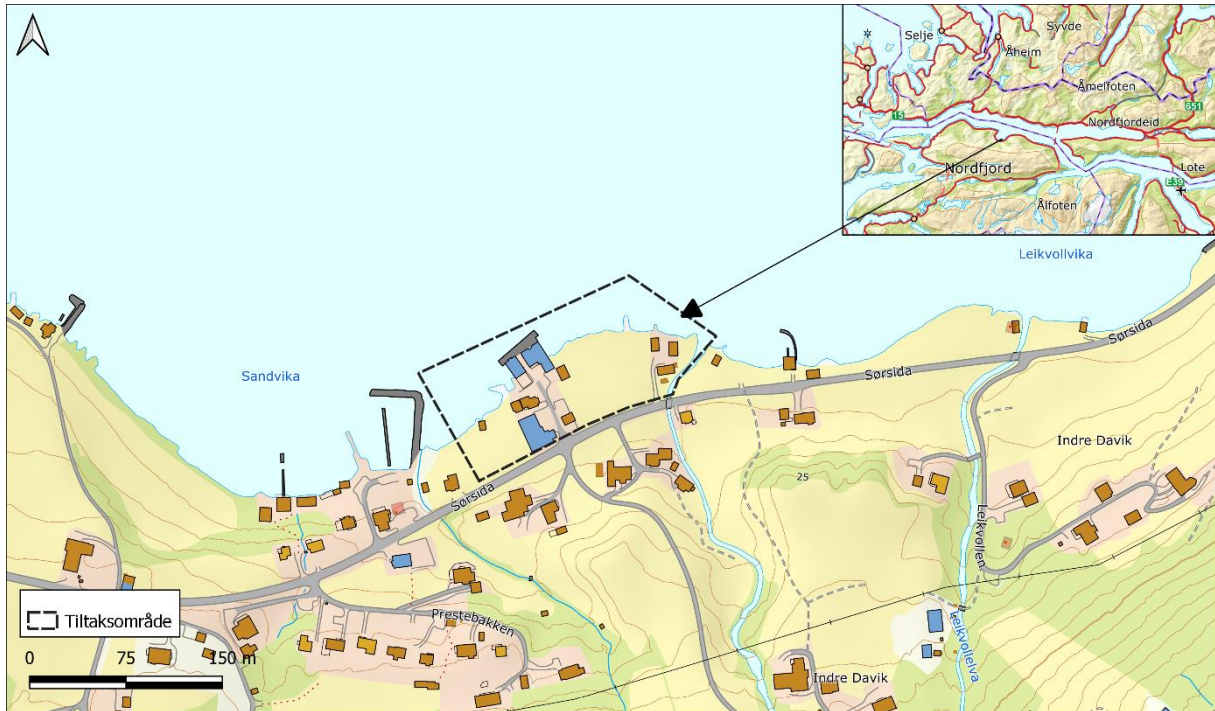 Selje
Syvde
Åheim
Åmelfoten
651
15
Nordfjordeid
Nordfjord
Lote
E39
Ålfoten
Leikvollvika
Sørsida
Sandvika
Sørsida
Indre Davik
25
Sørsida
Leikvollen
Prestebakken
Leikvollelva
Indre Davik
Tiltaksområde
0 75 150 m